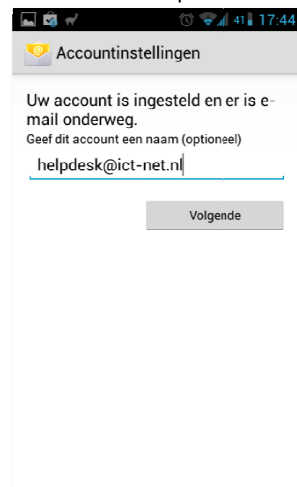 41 17:44
Accountinstellingen
Uw account is ingesteld en er is e-
mail onderweg.
Geef dit account een naam (optioneel)
helpdesk@ict-net.nl
Volgende